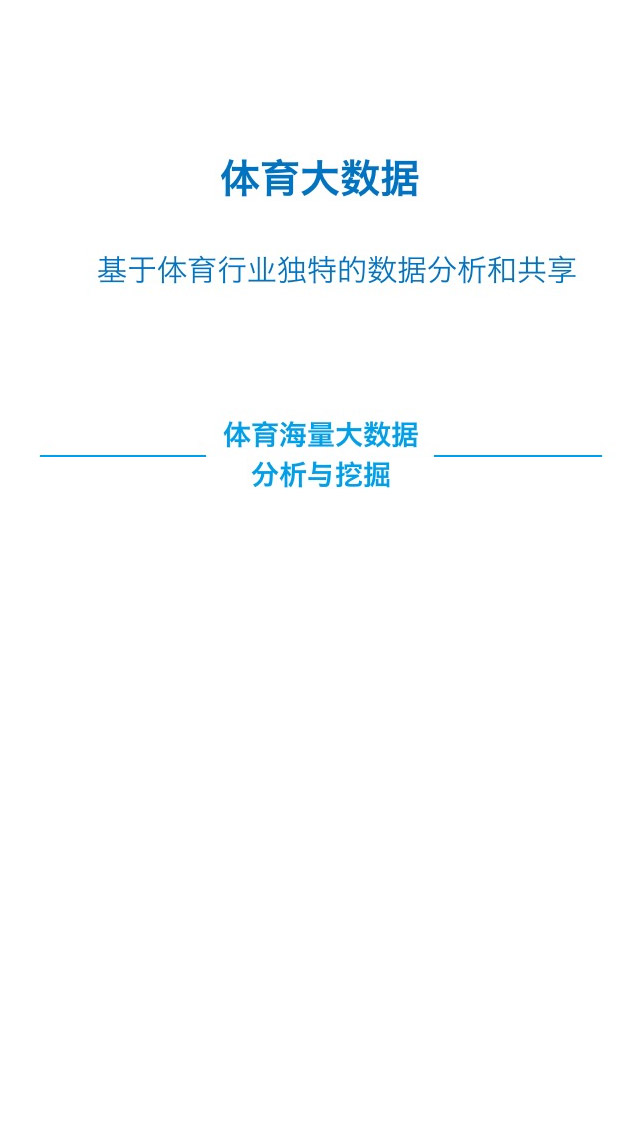 体育大数据
基于体育行业独特的数据分析和共享
体育海量大数据
分析与挖掘